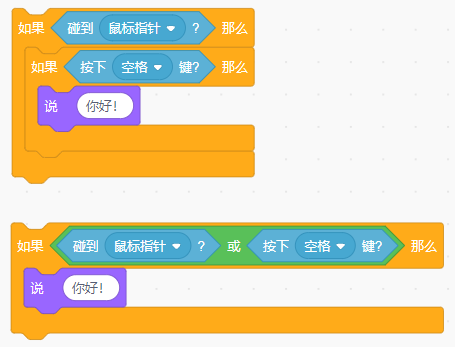 如果 碰到 鼠标指针 ? 那么
如果 按下 空格 键? 那么
说 你好!
如果 碰到 鼠标指针 ? 或 按下 空格 键? 那么
说 你好!